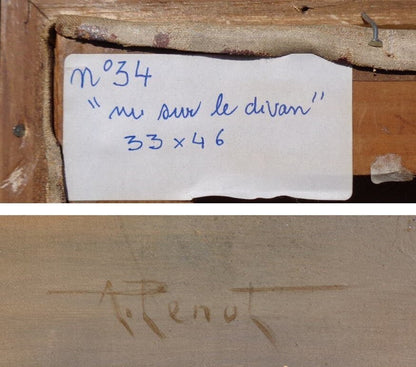 n°34
"nu sur le divan"
33 x 46
A. Renot